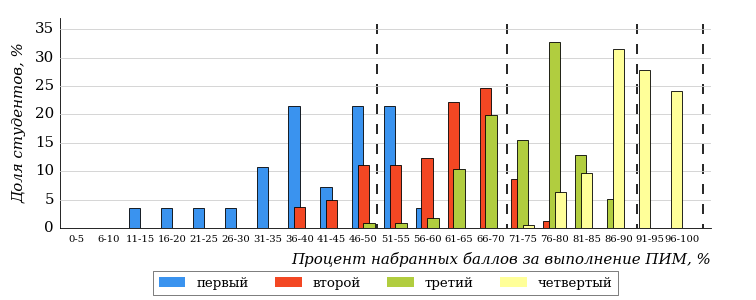 Доля студентов, %
35
30
25
20
15
10
5
0
0-5 6-10 11-15 16-20 21-25 26-30 31-35 36-40 41-45 46-50 51-55 56-60 61-65 66-70 71-75 76-80 81-85 86-90 91-95 96-100
Процент набранных баллов за выполнение ПИМ, %
первый второй третий четвертый